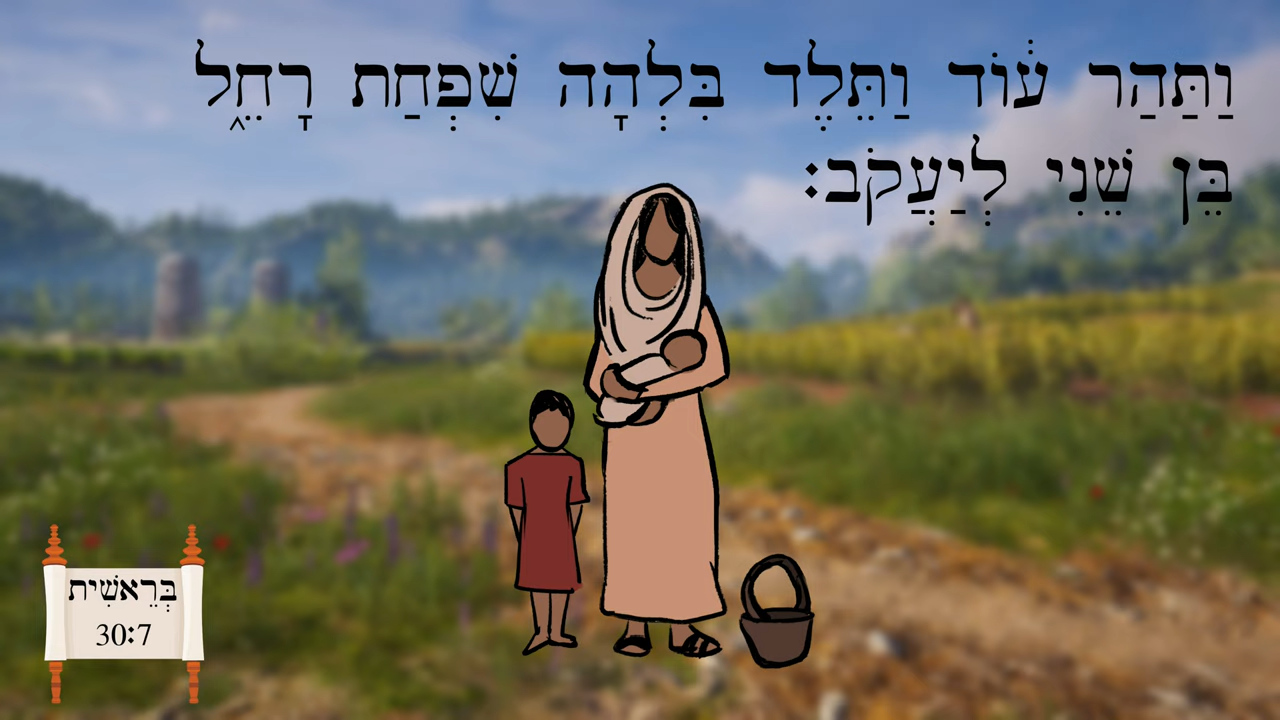 וַתַּהַר עוֹד֔ וַתֵּלֶד בִּלְהָה שִׁפְחַת רָחֵ֑ל
בֵּן שֵׁנִי לְיַעֲקֹב׃
בְּרֵאשִׁית
30:7